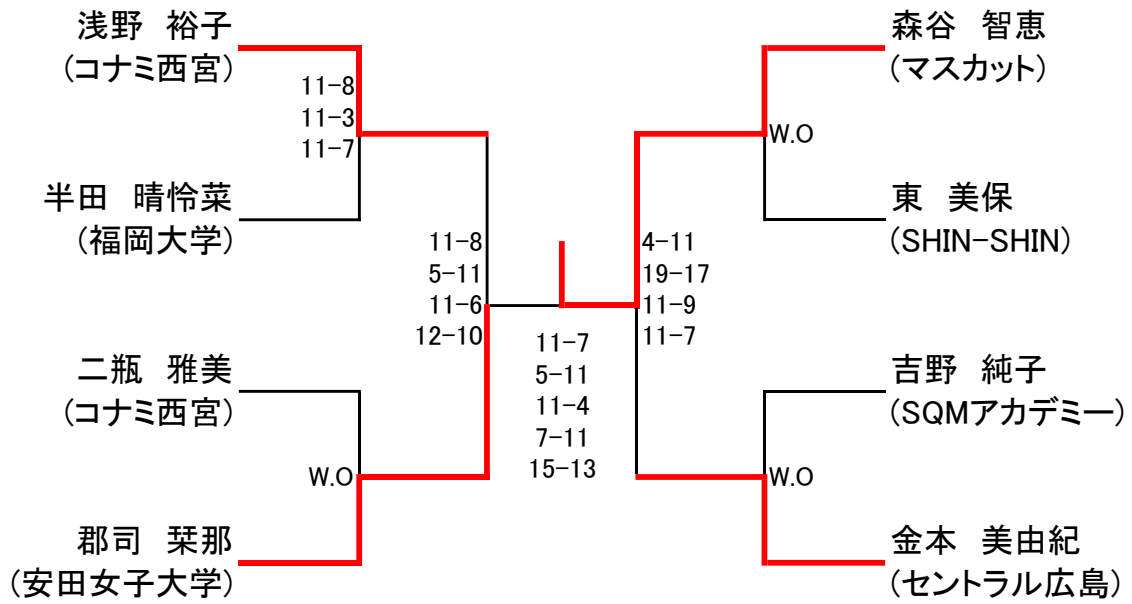 浅野　裕子
(コナミ西宮)
11-8
11-3
11-7
半田　晴怜菜
(福岡大学)
11-8
5-11
11-6
12-10
二瓶　雅美
(コナミ西宮)
W.O
郡司　栞那
(安田女子大学)
11-7
5-11
11-4
7-11
15-13
森谷　智恵
(マスカット)
W.O
東　美保
(SHIN-SHIN)
4-11
19-17
11-9
11-7
吉野　純子
(SQMアカデミー)
W.O
金本　美由紀
(セントラル広島)